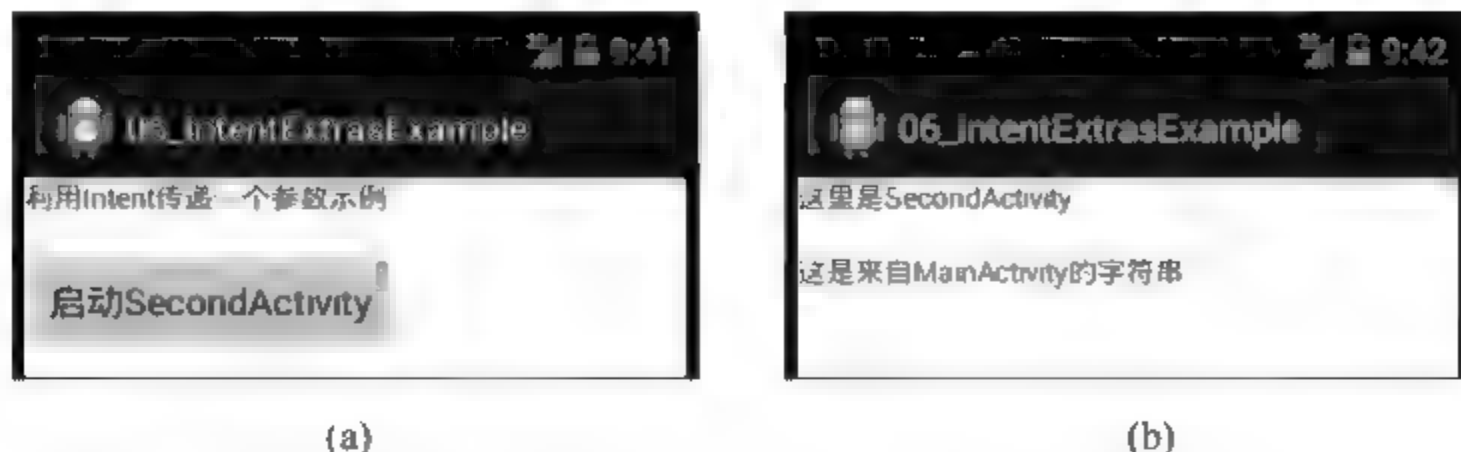 9:41
06_IntentExtrasExample
利用Intent传递一个参数示例
启动SecondActivity
(a)
9:42
06_IntentExtrasExample
这里是SecondActivity
这是来自MainActivity的字符串
(b)